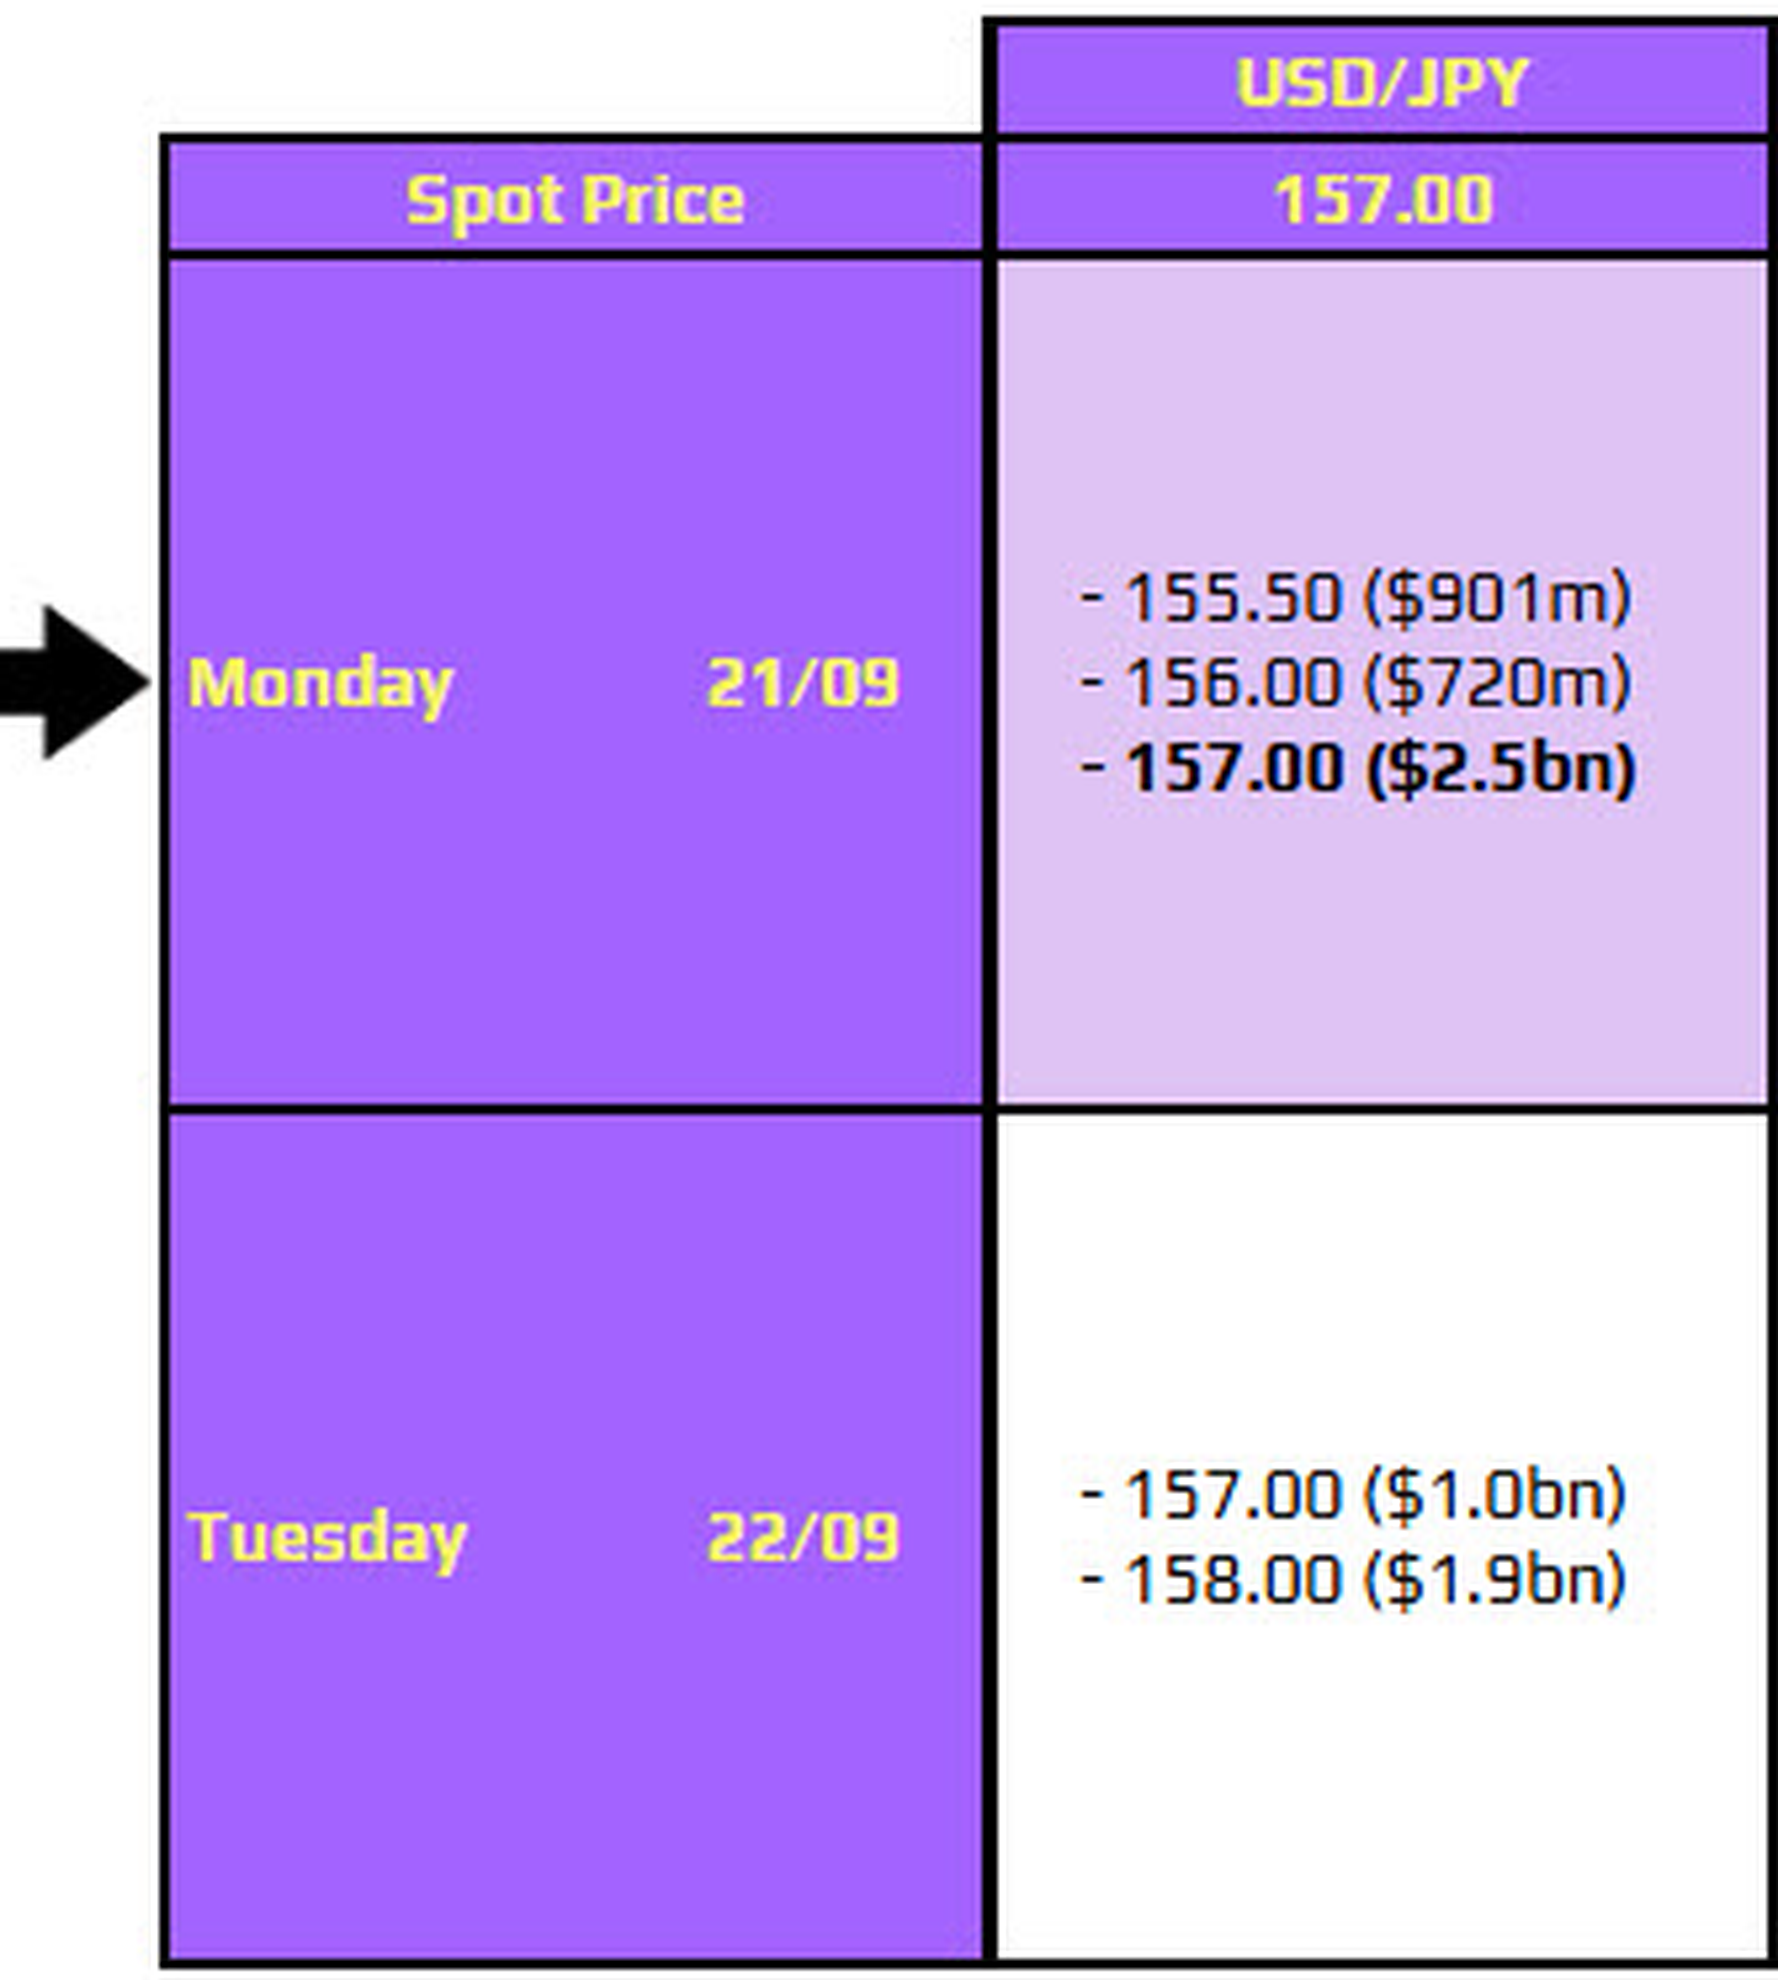 USD/JPY
Spot Price 157.00
- 155.50 ($901m)
Monday 21/09 - 156.00 ($720m)
- 157.00 ($2.5bn)
- 157.00 ($1.0bn)
Tuesday 22/09
- 158.00 ($1.9bn)